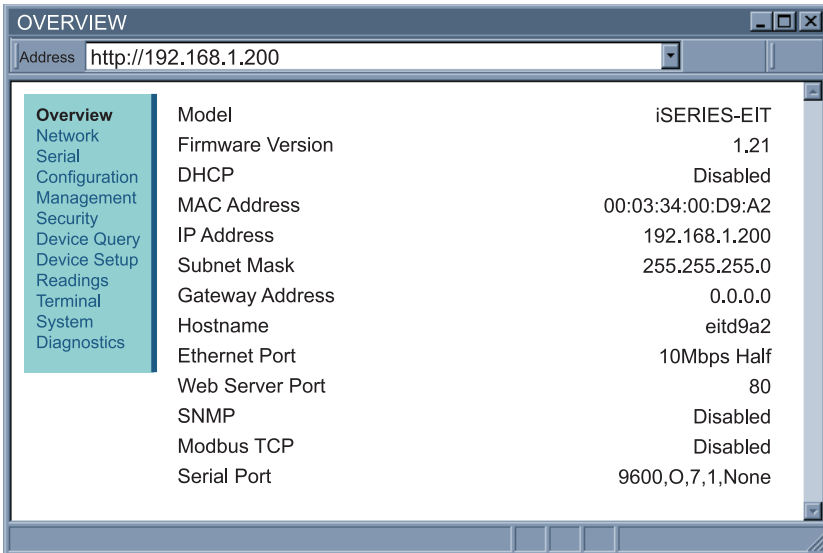 OVERVIEW
Address http://192.168.1.200
Overview
Network
Serial
Configuration
Management
Security
Device Query
Device Setup
Readings
Terminal
System
Diagnostics
Model iSERIES-EIT
Firmware Version 1.21
DHCP Disabled
MAC Address 00:03:34:00:D9:A2
IP Address 192.168.1.200
Subnet Mask 255.255.255.0
Gateway Address 0.0.0.0
Hostname eitd9a2
Ethernet Port 10Mbps Half
Web Server Port 80
SNMP Disabled
Modbus TCP Disabled
Serial Port 9600,O,7,1,None